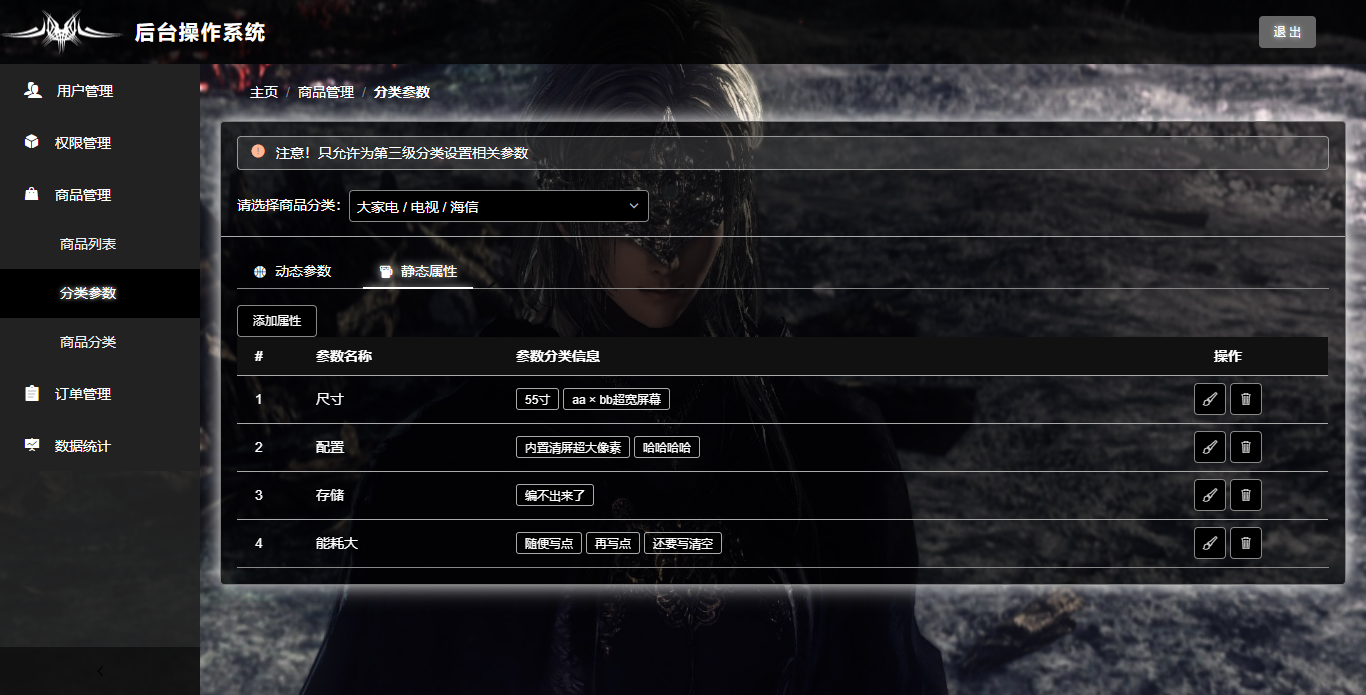 后台操作系统
退 出
用户管理
权限管理
商品管理
商品列表
分类参数
商品分类
订单管理
数据统计
主页 / 商品管理 / 分类参数
注意！只允许为第三级分类设置相关参数
请选择商品分类： 大家电 / 电视 / 海信
动态参数 静态属性
添加属性
# 参数名称 参数分类信息 操作
1 尺寸 55寸 aa × bb超宽屏幕
2 配置 内置清屏超大像素 哈哈哈哈
3 存储 编不出来了
4 能耗大 随便写点 再写点 还要写清空